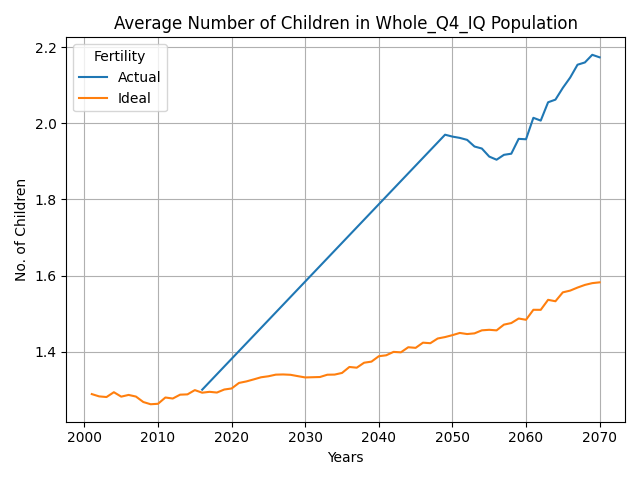 Average Number of Children in Whole_Q4_IQ Population
Fertility
Actual
Ideal
No. of Children
2.2
2.0
1.8
1.6
1.4
2000 2010 2020 2030 2040 2050 2060 2070
Years